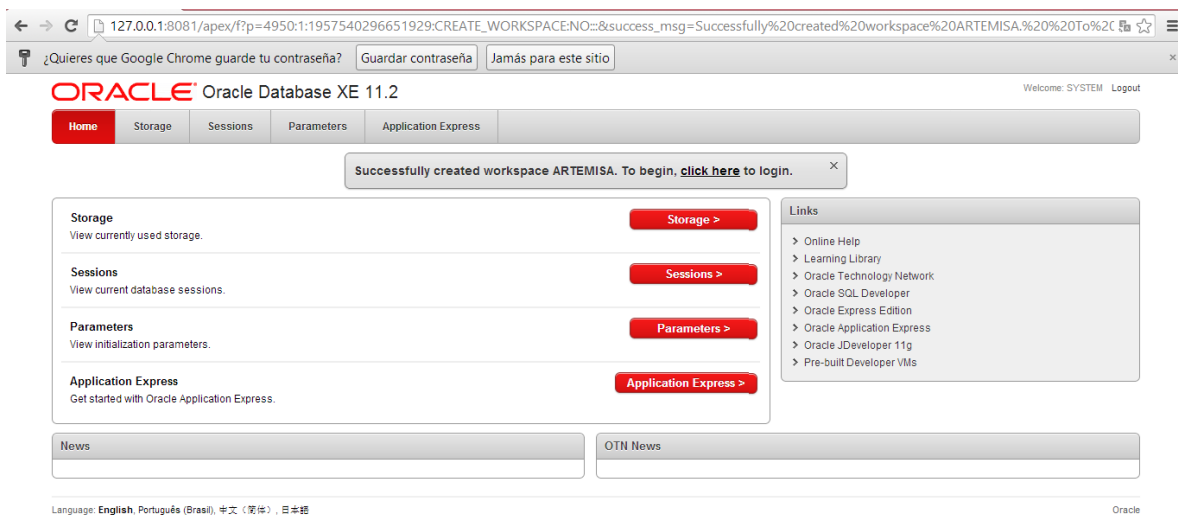 127.0.0.1:8081/apex/f?p=4950:1:1957540296651929:CREATE_WORKSPACE:NO:::&success_msg=Successfully%20created%20workspace%20ARTEMISA.%20%20To%20
¿Quieres que Google Chrome guarde tu contraseña? Guardar contraseña Jamás para este sitio
ORACLE Oracle Database XE 11.2
Welcome: SYSTEM Logout
Home Storage Sessions Parameters Application Express
Successfully created workspace ARTEMISA. To begin, click here to login.
Storage
View currently used storage.
Storage >
Sessions
View current database sessions.
Sessions >
Parameters
View initialization parameters.
Parameters >
Application Express
Get started with Oracle Application Express.
Application Express >
Links
> Online Help
> Learning Library
> Oracle Technology Network
> Oracle SQL Developer
> Oracle Express Edition
> Oracle Application Express
> Oracle JDeveloper 11g
> Pre-built Developer VMs
News
OTN News
Language: English, Português (Brasil), 中文（简体）, 日本語
Oracle